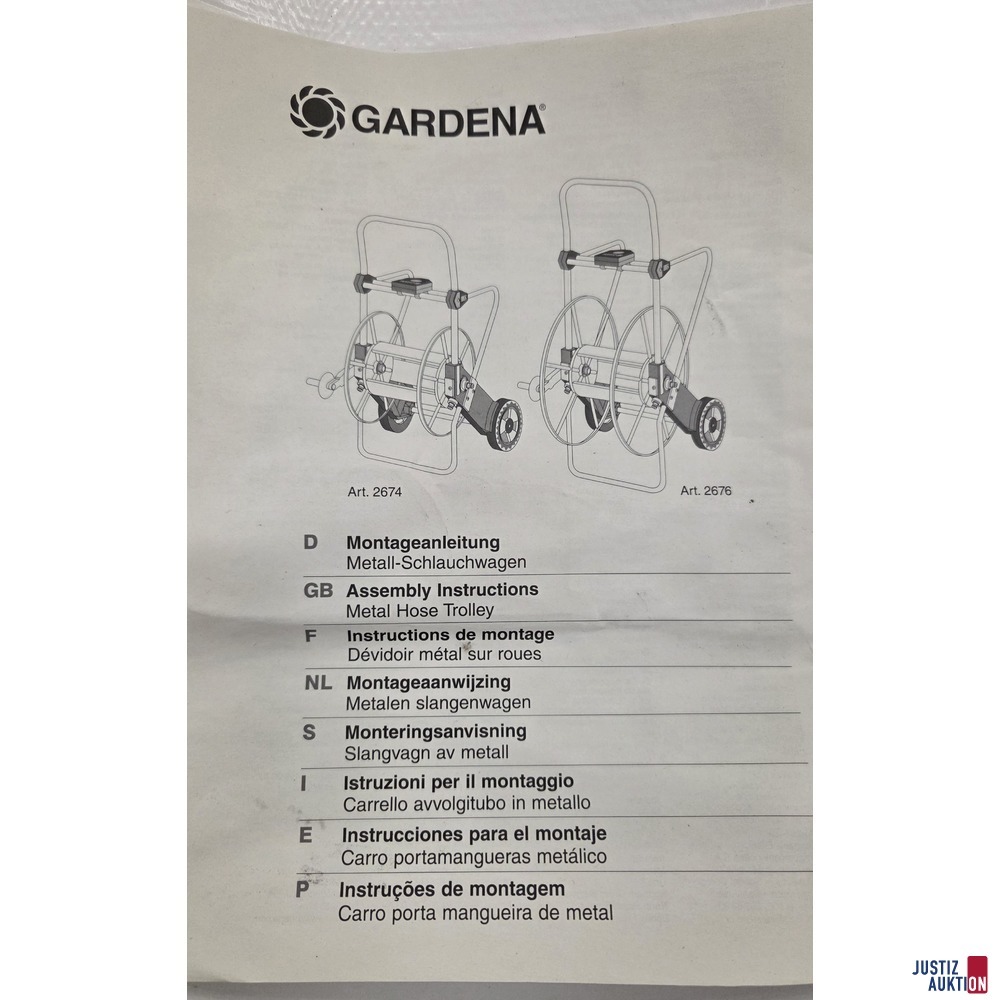 GARDENA®
Art. 2674
Art. 2676
D Montageanleitung
Metall-Schlauchwagen
GB Assembly Instructions
Metal Hose Trolley
F Instructions de montage
Dévidoir métal sur roues
NL Montageaanwijzing
Metalen slangenwagen
S Monteringsanvisning
Slangvagn av metall
I Istruzioni per il montaggio
Carrello avvolgitubo in metallo
E Instrucciones para el montaje
Carro portamangueras metálico
P Instruções de montagem
Carro porta mangueira de metal
JUSTIZ
AUKTION